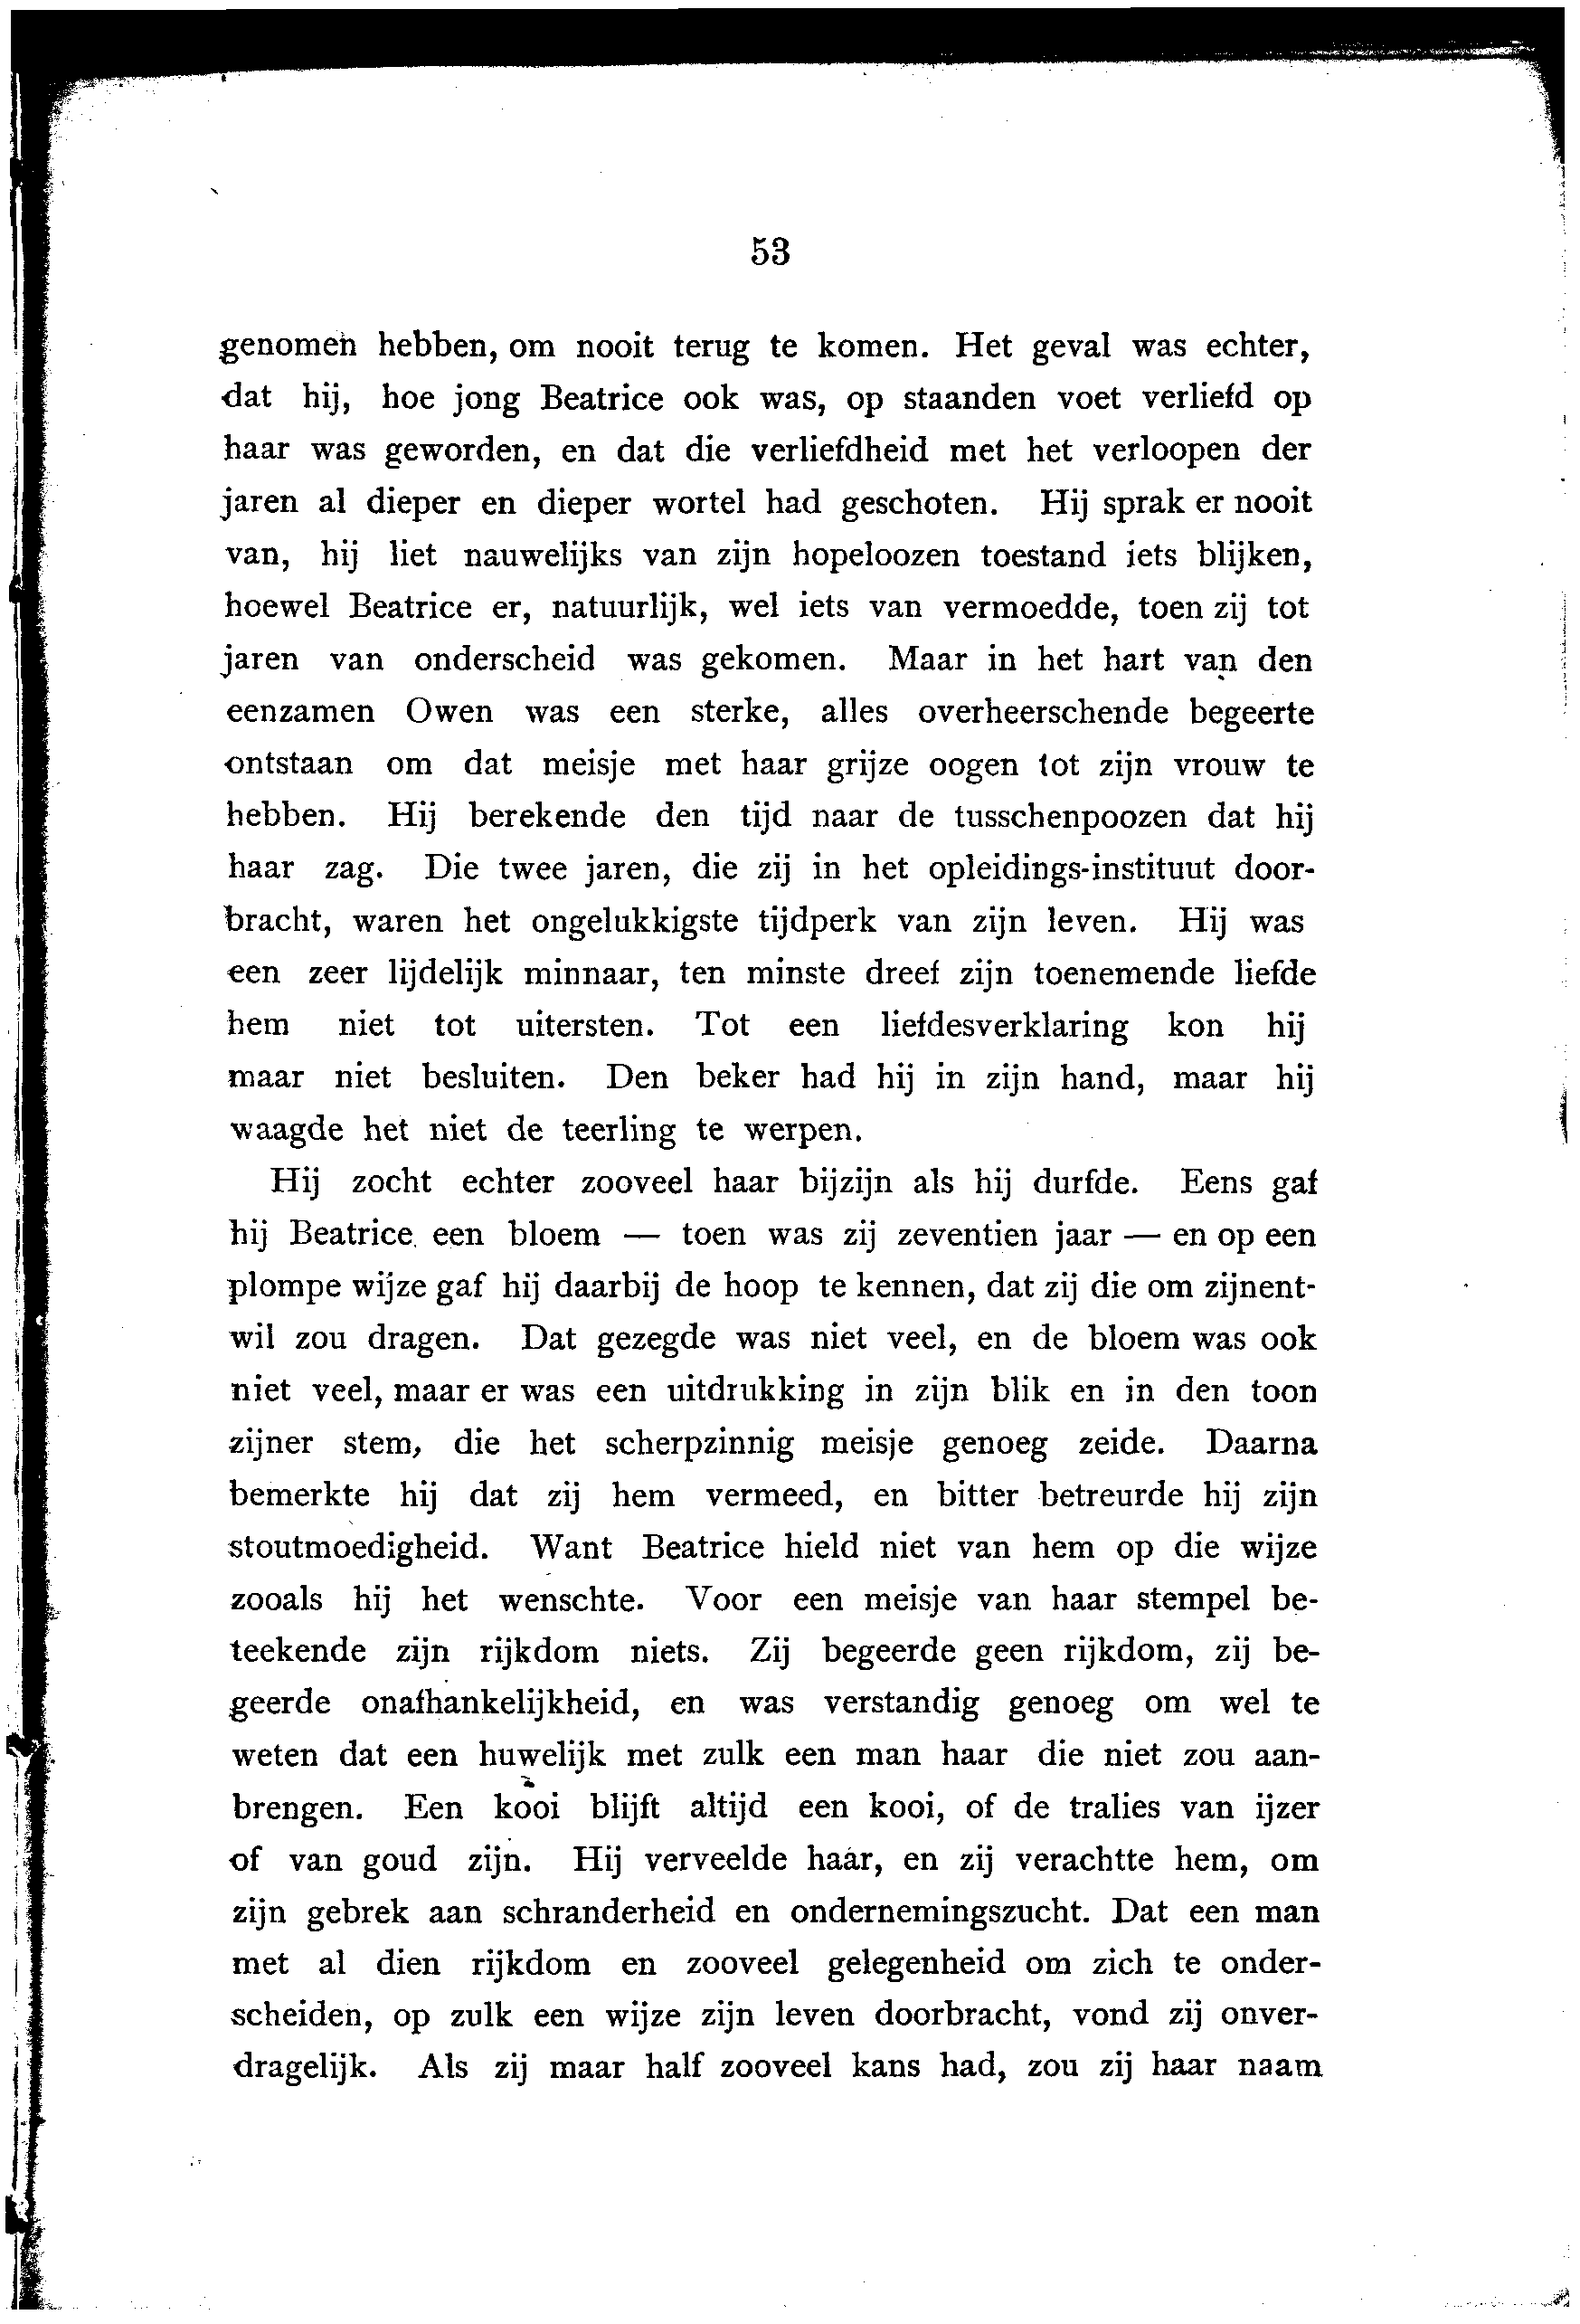 53
genomen hebben, om nooit terug te komen. Het geval was echter,
dat hij, hoe jong Beatrice ook was, op staanden voet verliefd op
haar was geworden, en dat die verliefdheid met het verloopen der
jaren al dieper en dieper wortel had geschoten. Hij sprak er nooit
van, hij liet nauwelijks van zijn hopeloozen toestand iets blijken,
hoewel Beatrice er, natuurlijk, wel iets van vermoedde, toen zij tot
jaren van onderscheid was gekomen. Maar in het hart van den
eenzamen Owen was een sterke, alles overheerschende begeerte
ontstaan om dat meisje met haar grijze oogen tot zijn vrouw te
hebben. Hij berekende den tijd naar de tusschenpoozen dat hij
haar zag. Die twee jaren, die zij in het opleidings-instituut door-
bracht, waren het ongelukkigste tijdperk van zijn leven. Hij was
een zeer lijdelijk minnaar, ten minste dreef zijn toenemende liefde
hem niet tot uitersten. Tot een liefdesverklaring kon hij
maar niet besluiten. Den beker had hij in zijn hand, maar hij
waagde het niet de teerling te werpen.
Hij zocht echter zooveel haar bijzijn als hij durfde. Eens gaf
hij Beatrice een bloem — toen was zij zeventien jaar — en op een
plompe wijze gaf hij daarbij de hoop te kennen, dat zij die om zijnent-
wil zou dragen. Dat gezegde was niet veel, en de bloem was ook
niet veel, maar er was een uitdrukking in zijn blik en in den toon
zijner stem, die het scherpzinnig meisje genoeg zeide. Daarna
bemerkte hij dat zij hem vermeed, en bitter betreurde hij zijn
stoutmoedigheid. Want Beatrice hield niet van hem op die wijze
zooals hij het wenschte. Voor een meisje van haar stempel be-
teekende zijn rijkdom niets. Zij begeerde geen rijkdom, zij be-
geerde onafhankelijkheid, en was verstandig genoeg om wel te
weten dat een huwelijk met zulk een man haar die niet zou aan-
brengen. Een kooi blijft altijd een kooi, of de tralies van ijzer
of van goud zijn. Hij verveelde haar, en zij verachtte hem, om
zijn gebrek aan schranderheid en ondernemingszucht. Dat een man
met al dien rijkdom en zooveel gelegenheid om zich te onder-
scheiden, op zulk een wijze zijn leven doorbracht, vond zij onver-
dragelijk. Als zij maar half zooveel kans had, zou zij haar naam